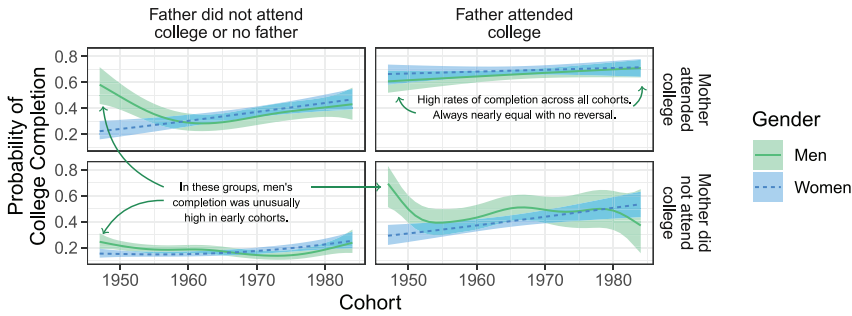 Father did not attend
college or no father
Father attended
college
Probability of
College Completion
0.8
0.6
0.4
0.2
High rates of completion across all cohorts.
Always nearly equal with no reversal.
Mother
attended
college
0.8
0.6
0.4
0.2
In these groups, men's
completion was unusually
high in early cohorts.
Mother did
not attend
college
1950
1960
1970
1980
1950
1960
1970
1980
Cohort
Gender
Men
Women